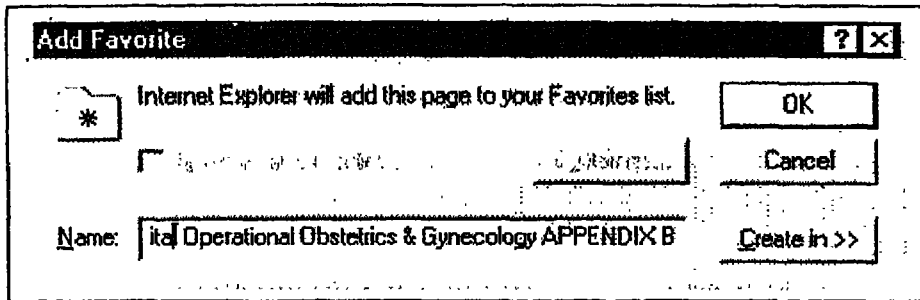 Add Favorite
Internet Explorer will add this page to your Favorites list.
OK
Cancel
Name: ita Operational Obstetrics & Gynecology APPENDIX B
Create in >>